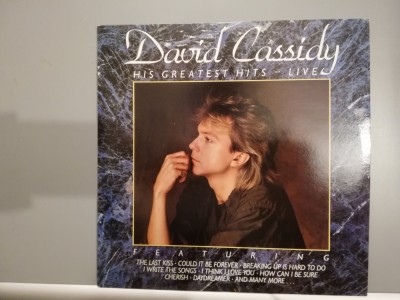 David Cassidy
HIS GREATEST HITS - LIVE
FEATURING
THE LAST KISS · COULD IT BE FOREVER · BREAKING UP IS HARD TO DO
I WRITE THE SONGS · I THINK I LOVE YOU · HOW CAN I BE SURE
CHERISH · DAYDREAMER · AND MANY MORE